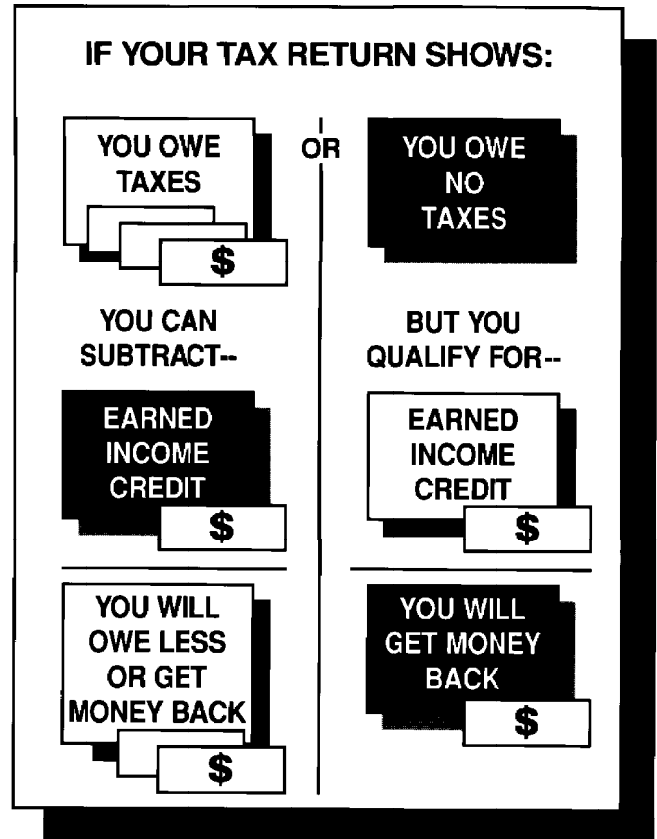 IF YOUR TAX RETURN SHOWS:
YOU OWE
TAXES
$
YOU CAN
SUBTRACT--
EARNED
INCOME
CREDIT
$
YOU WILL
OWE LESS
OR GET
MONEY BACK
$
OR
YOU OWE
NO
TAXES
BUT YOU
QUALIFY FOR--
EARNED
INCOME
CREDIT
$
YOU WILL
GET MONEY
BACK
$